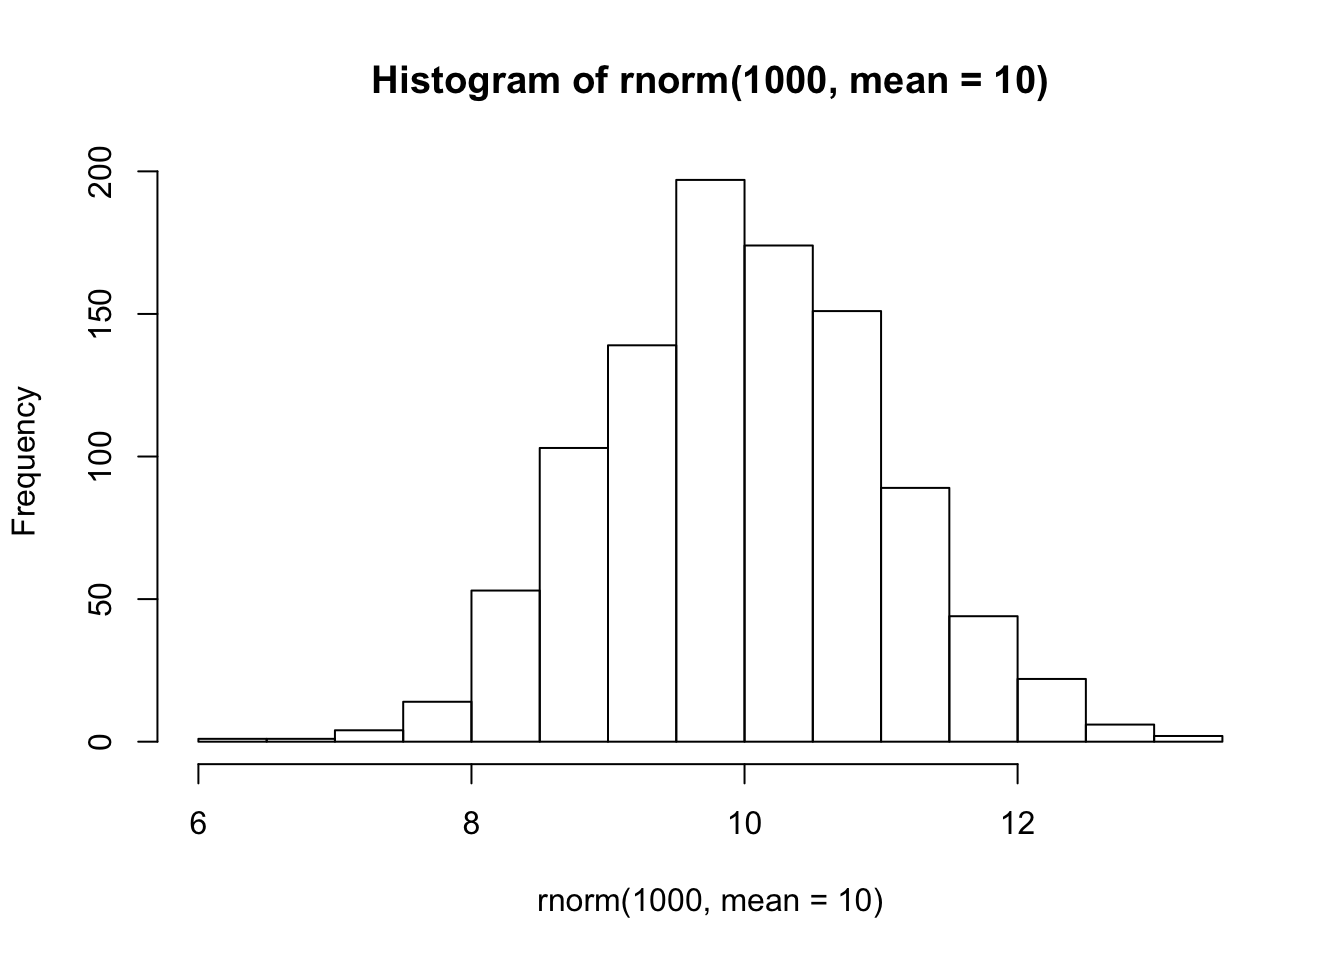 Histogram of rnorm(1000, mean = 10)
Frequency
200
150
100
50
0
6 8 10 12
rnorm(1000, mean = 10)